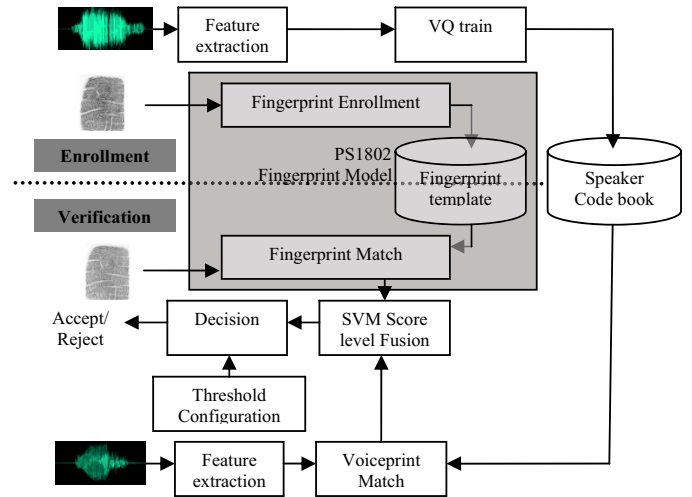 Feature
extraction
VQ train
Fingerprint Enrollment
Enrollment
PS1802
Fingerprint Model
Fingerprint
template
Speaker
Code book
Verification
Fingerprint Match
Accept/
Reject
Decision
SVM Score
level Fusion
Threshold
Configuration
Feature
extraction
Voiceprint
Match